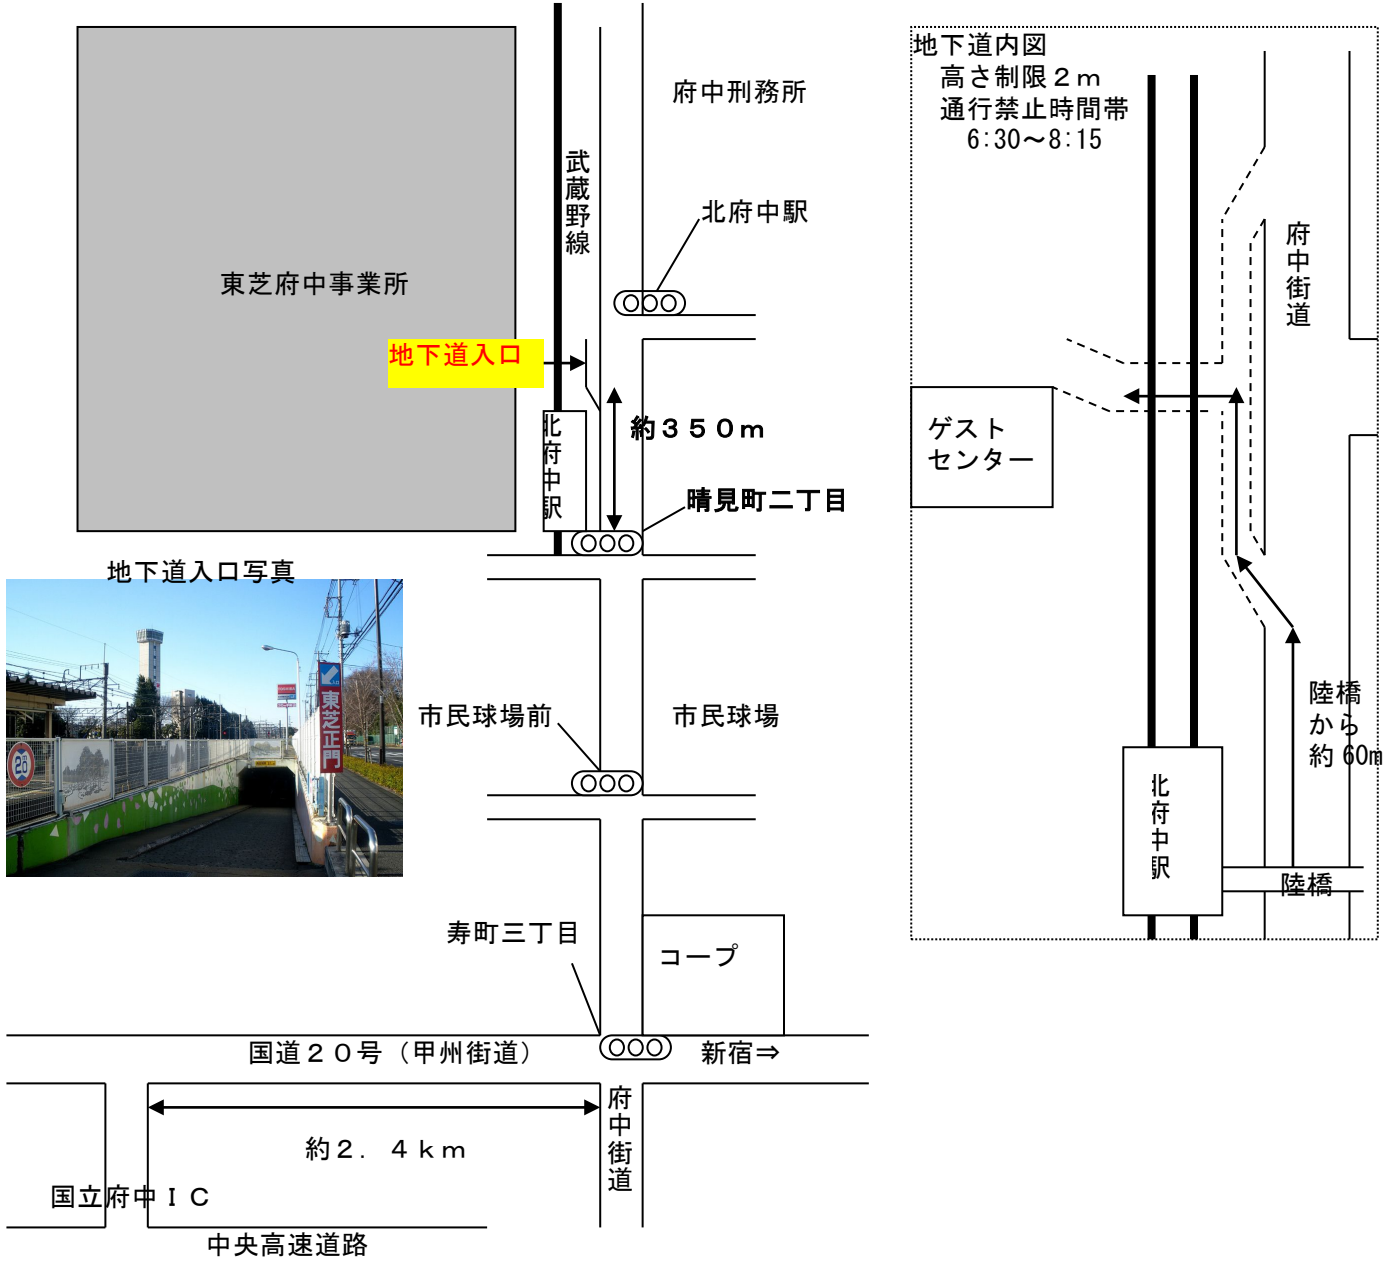 府中刑務所
武蔵野線
北府中駅
東芝府中事業所
地下道入口
北府中駅
約350m
晴見町二丁目
地下道入口写真
東芝正門
市民球場前
市民球場
寿町三丁目
コープ
国道20号(甲州街道)
新宿⇒
府中街道
約2.4km
国立府中IC
中央高速道路
地下道内図
高さ制限2m
通行禁止時間帯
6:30~8:15
府中街道
ゲスト
センター
陸橋
から
約60m
北府中駅
陸橋